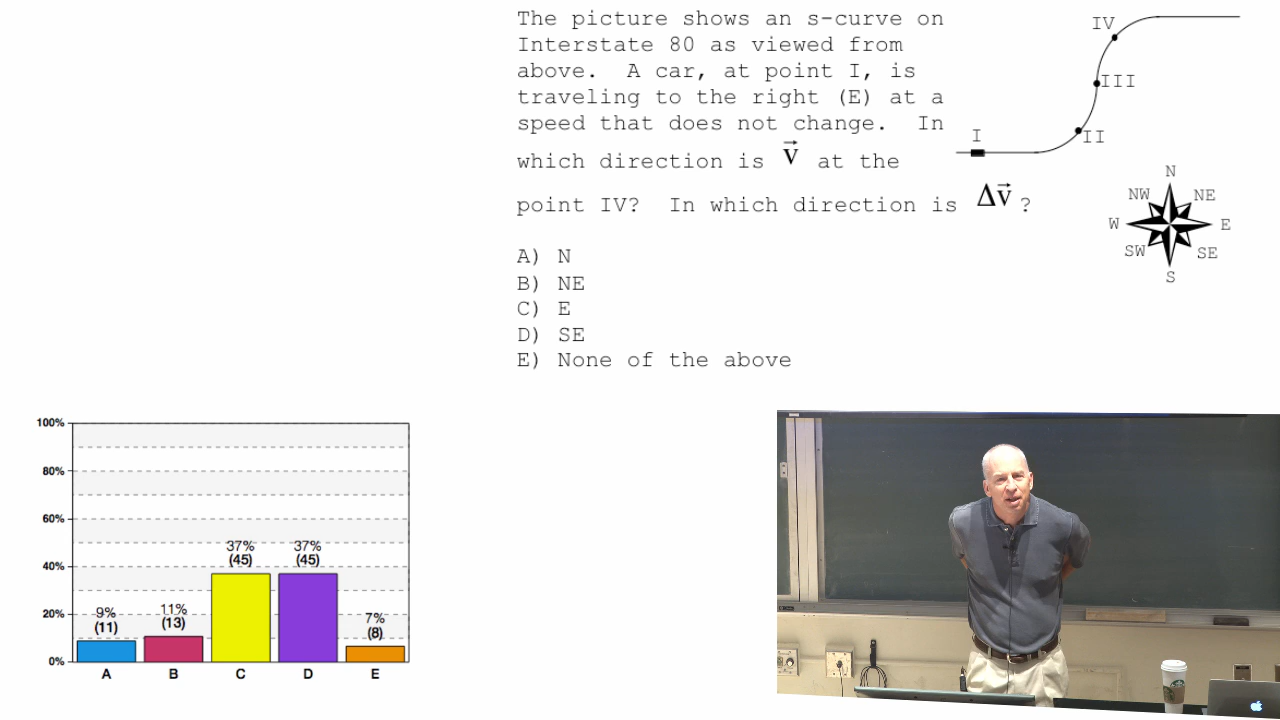 The picture shows an s-curve on
Interstate 80 as viewed from
above. A car, at point I, is
traveling to the right (E) at a
speed that does not change. In
which direction is v⃗ at the
point IV? In which direction is Δv⃗ ?
A) N
B) NE
C) E
D) SE
E) None of the above
IV
III
I
II
N
NW NE
W E
SW SE
S
100%
80%
60%
40%
20%
0%
9%
(11)
11%
(13)
37%
(45)
37%
(45)
7%
(8)
A B C D E